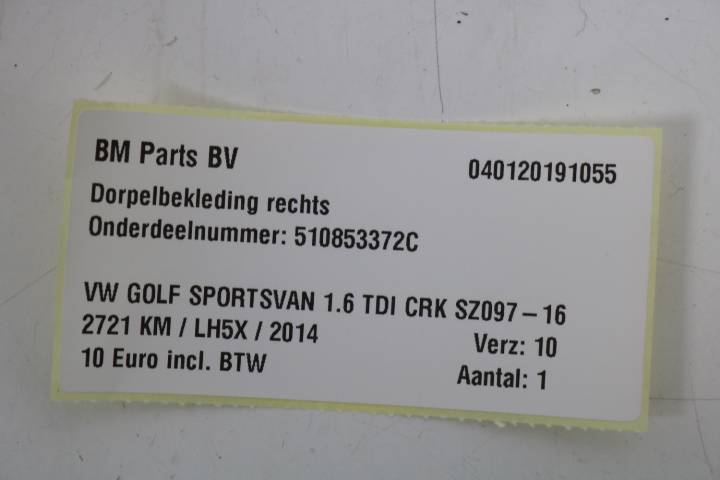 BM Parts BV 040120191055
Dorpelbekleding rechts
Onderdeelnummer: 510853372C
VW GOLF SPORTSVAN 1.6 TDI CRK SZ097-16
2721 KM / LH5X / 2014 Verz: 10
10 Euro incl. BTW Aantal: 1